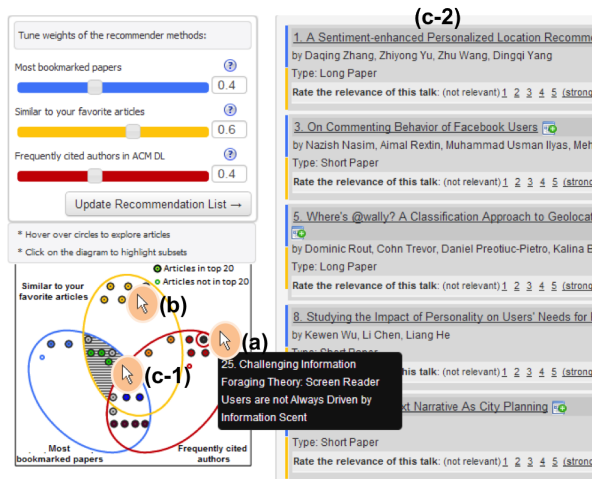 Tune weights of the recommender methods:
Most bookmarked papers
0.4
Similar to your favorite articles
0.6
Frequently cited authors in ACM DL
0.4
Update Recommendation List →
* Hover over circles to explore articles
* Click on the diagram to highlight subsets
Articles in top 20
Articles not in top 20
Similar to your
favorite articles
(b)
(a)
(c-1)
25. Challenging Information
Foraging Theory: Screen Reader
Users are not Always Driven by
Information Scent
Most
bookmarked papers
Frequently cited
authors
(c-2)
1. A Sentiment-enhanced Personalized Location Recomme
by Daqing Zhang, Zhiyong Yu, Zhu Wang, Dingqi Yang
Type: Long Paper
Rate the relevance of this talk: (not relevant) 1 2 3 4 5 (strong
3. On Commenting Behavior of Facebook Users
by Nazish Nasim, Aimal Rextin, Muhammad Usman Ilyas, Meh
Type: Short Paper
Rate the relevance of this talk: (not relevant) 1 2 3 4 5 (strong
5. Where's @wally? A Classification Approach to Geolocat
by Dominic Rout, Cohn Trevor, Daniel Preotiuc-Pietro, Kalina B
Type: Long Paper
Rate the relevance of this talk: (not relevant) 1 2 3 4 5 (strong
8. Studying the Impact of Personality on Users' Needs for
by Kewen Wu, Li Chen, Liang He
Type: Short Paper
his talk: (not relevant) 1 2 3 4 5 (strong
xt Narrative As City Planning
Type: Short Paper
Rate the relevance of this talk: (not relevant) 1 2 3 4 5 (strong